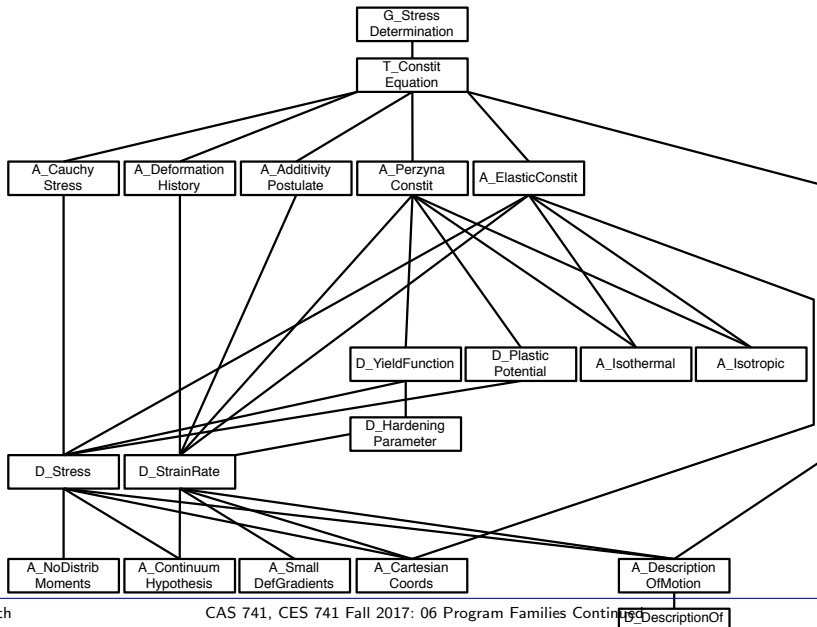 G_Stress
Determination
T_Constit
Equation
A_Cauchy
Stress
A_Deformation
History
A_Additivity
Postulate
A_Perzyna
Constit
A_ElasticConstit
D_YieldFunction
D_Plastic
Potential
A_Isothermal
A_Isotropic
D_Hardening
Parameter
D_Stress
D_StrainRate
A_NoDistrib
Moments
A_Continuum
Hypothesis
A_Small
DefGradients
A_Cartesian
Coords
A_Description
OfMotion
ch
CAS 741, CES 741 Fall 2017: 06 Program Families Continued
D_DescriptionOf